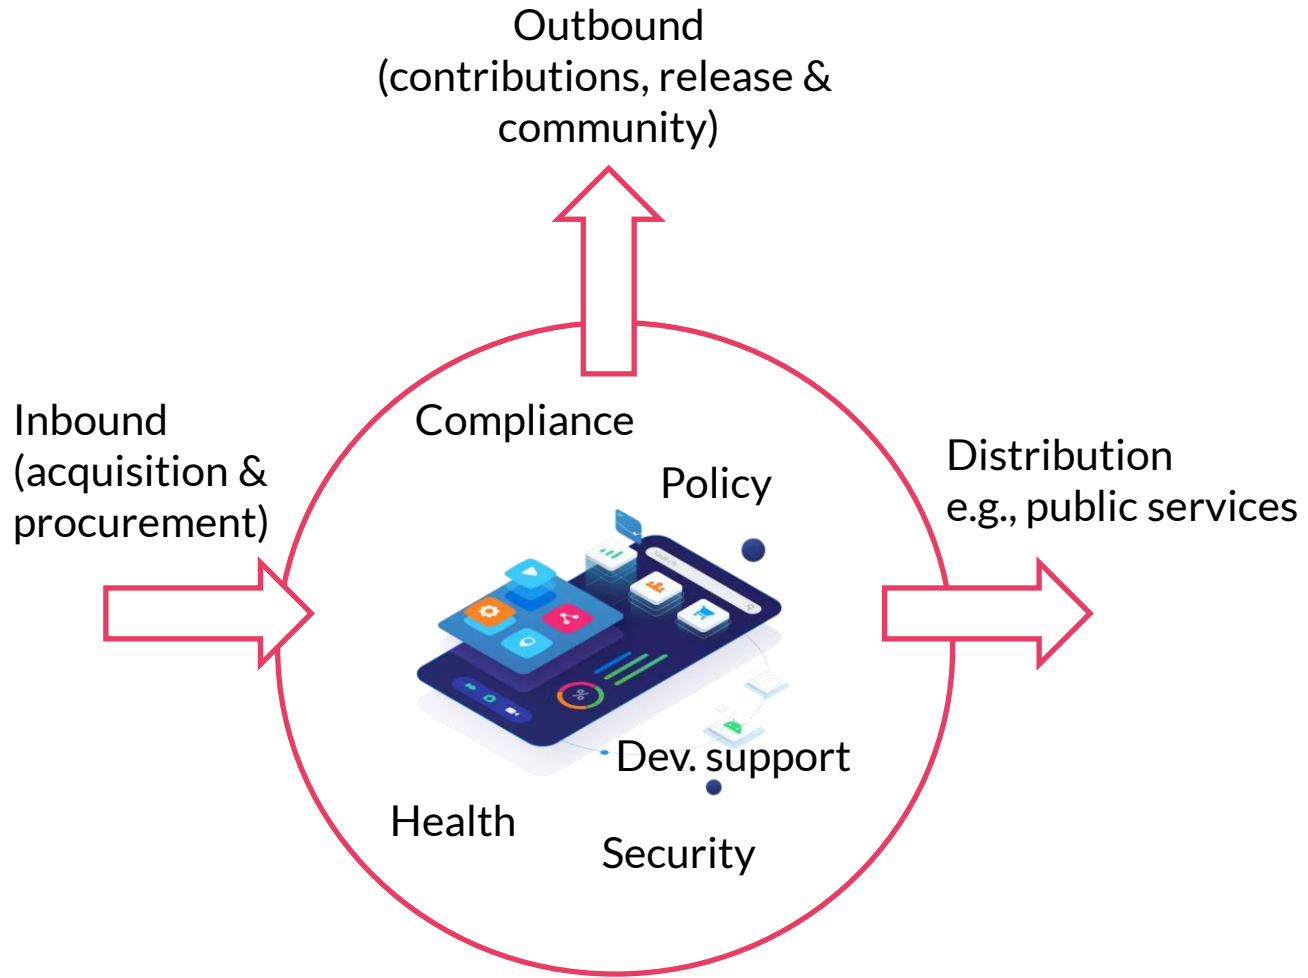 Outbound
(contributions, release &
community)
Inbound
(acquisition &
procurement)
Compliance
Policy
Distribution
e.g., public services
%
Dev. support
Health
Security